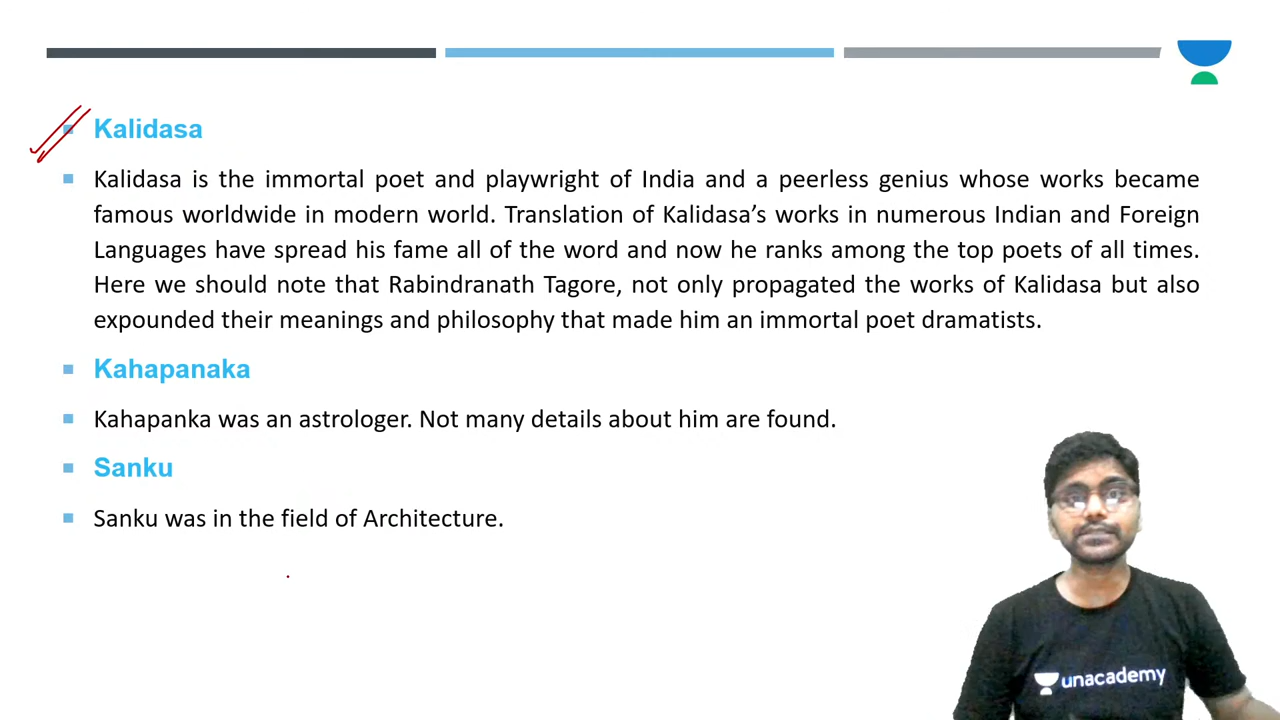 Kalidasa
Kalidasa is the immortal poet and playwright of India and a peerless genius whose works became
famous worldwide in modern world. Translation of Kalidasa’s works in numerous Indian and Foreign
Languages have spread his fame all of the word and now he ranks among the top poets of all times.
Here we should note that Rabindranath Tagore, not only propagated the works of Kalidasa but also
expounded their meanings and philosophy that made him an immortal poet dramatists.
Kahapanaka
Kahapanka was an astrologer. Not many details about him are found.
Sanku
Sanku was in the field of Architecture.
unacademy